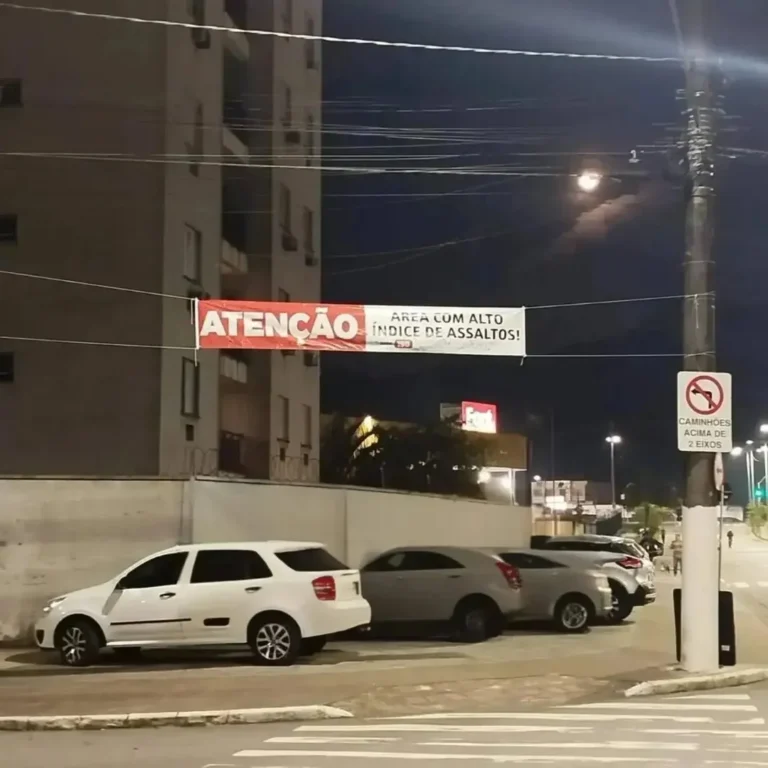 ATENÇÃO
ÁREA COM ALTO
ÍNDICE DE ASSALTOS!
CAMINHÕES
ACIMA DE
2 EIXOS